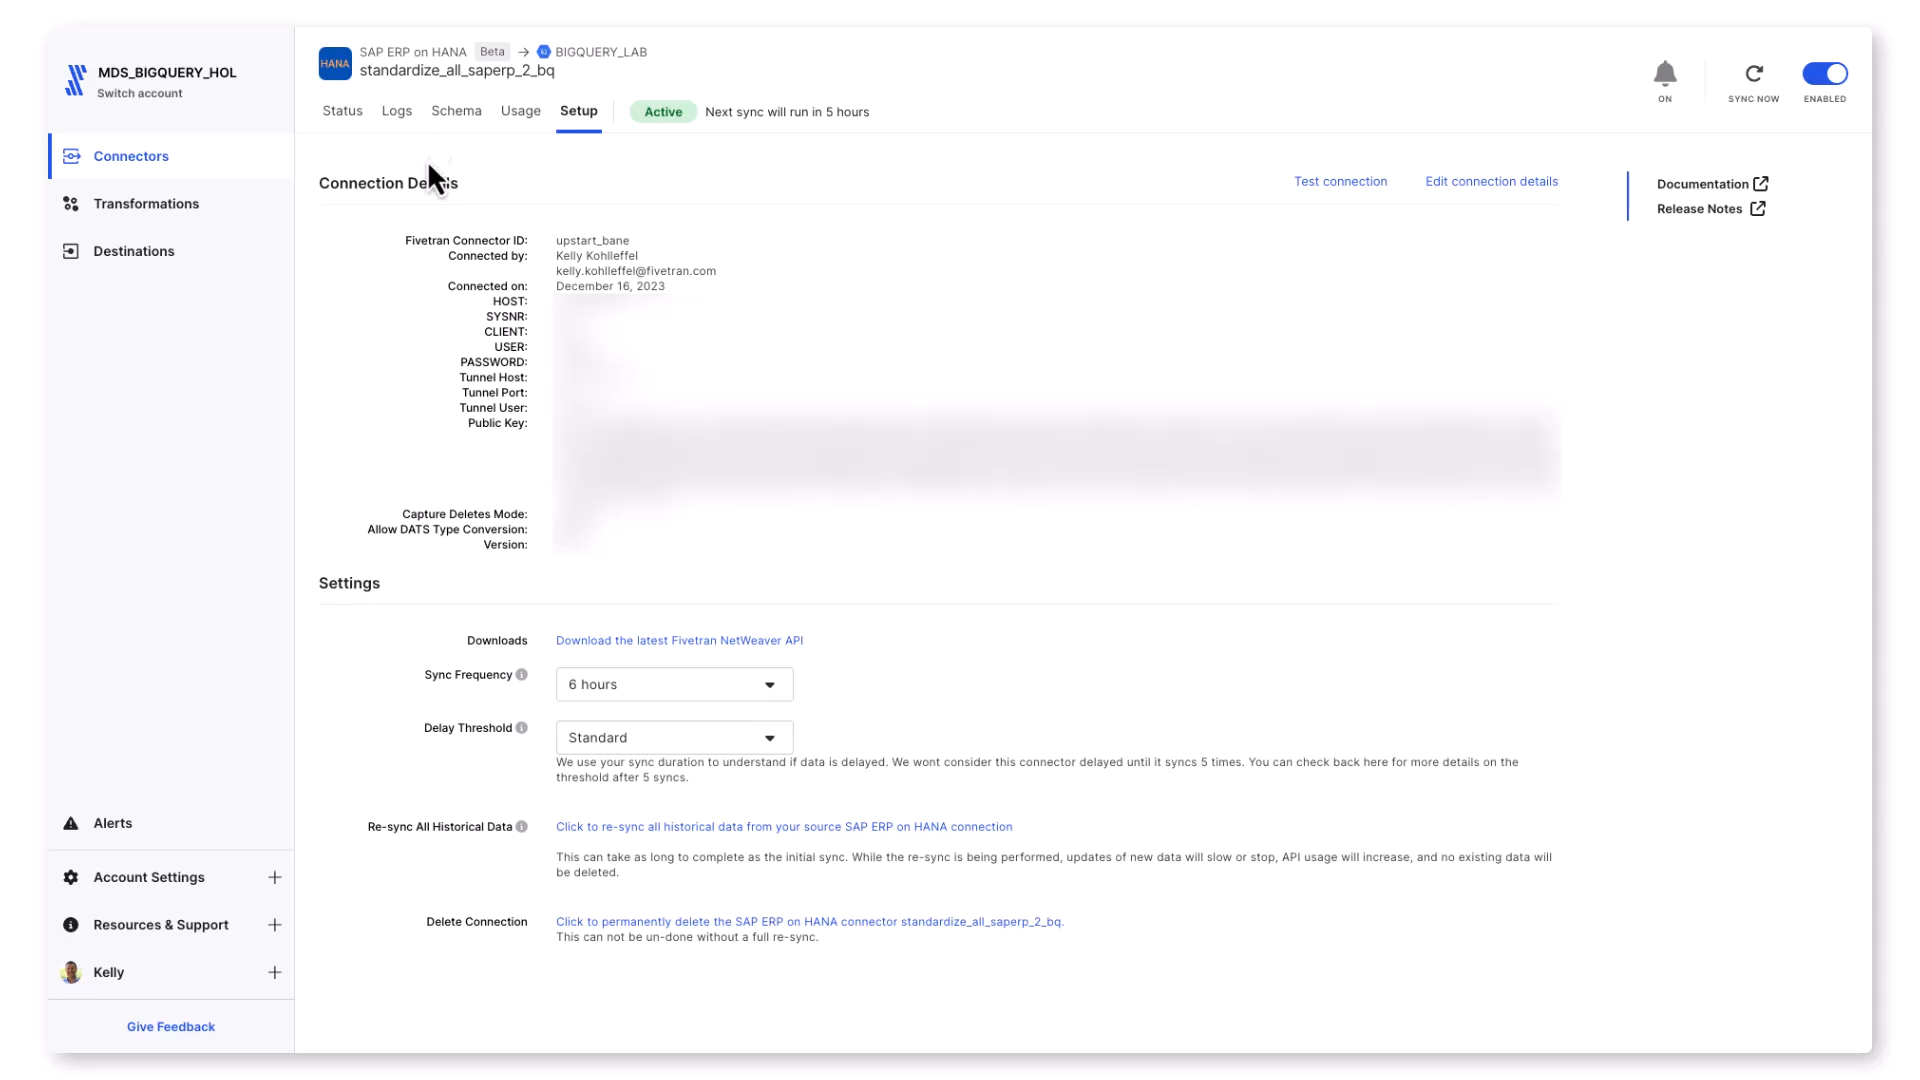 MDS_BIGQUERY_HOL
Switch account
Connectors
Transformations
Destinations
Alerts
Account Settings
Resources & Support
Kelly
Give Feedback
HANA
SAP ERP on HANA Beta → BIGQUERY_LAB
standardize_all_saperp_2_bq
ON
SYNC NOW
ENABLED
Status Logs Schema Usage Setup Active Next sync will run in 5 hours
Connection Details
Test connection Edit connection details
Documentation
Release Notes
Fivetran Connector ID: upstart_bane
Connected by: Kelly Kohlleffel
kelly.kohlleffel@fivetran.com
Connected on: December 16, 2023
HOST:
SYSNR:
CLIENT:
USER:
PASSWORD:
Tunnel Host:
Tunnel Port:
Tunnel User:
Public Key:
Capture Deletes Mode:
Allow DATS Type Conversion:
Version:
Settings
Downloads Download the latest Fivetran NetWeaver API
Sync Frequency 6 hours
Delay Threshold Standard
We use your sync duration to understand if data is delayed. We wont consider this connector delayed until it syncs 5 times. You can check back here for more details on the
threshold after 5 syncs.
Re-sync All Historical Data Click to re-sync all historical data from your source SAP ERP on HANA connection
This can take as long to complete as the initial sync. While the re-sync is being performed, updates of new data will slow or stop, API usage will increase, and no existing data will
be deleted.
Delete Connection Click to permanently delete the SAP ERP on HANA connector standardize_all_saperp_2_bq.
This can not be un-done without a full re-sync.